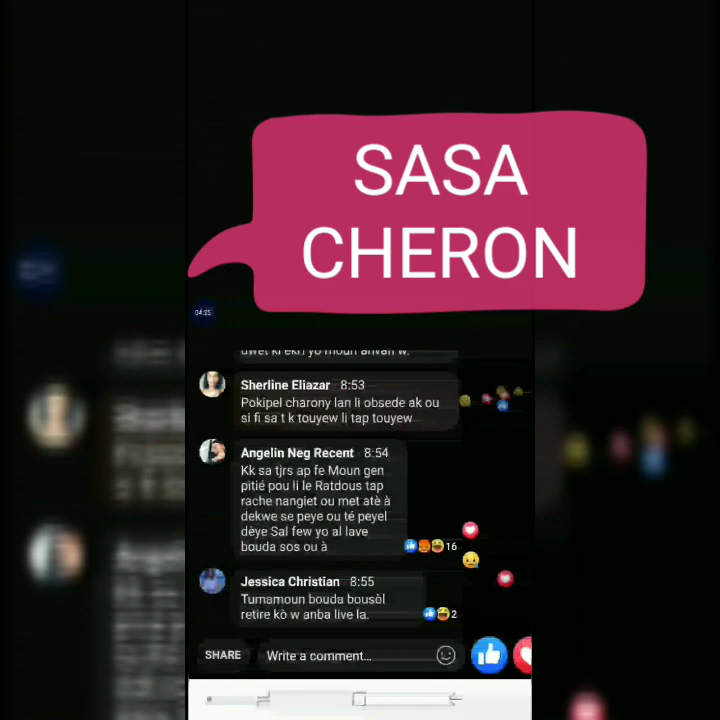 SASA
CHERON
04:25
Sherline Eliazar 8:53
Pokipel charony lan li obsede ak ou
si fi sa t k touyew li tap touyew
Angelin Neg Recent · 8:54
Kk sa tjrs ap fe Moun gen
pitié pou li le Ratdous tap
rache nangiet ou met atè à
dekwe se peye ou té peyel
dèye Sal few yo al lave
bouda sos ou à
16
Jessica Christian · 8:55
Turnamoun bouda bousòl
retire kò w anba live la.
2
SHARE
Write a comment...